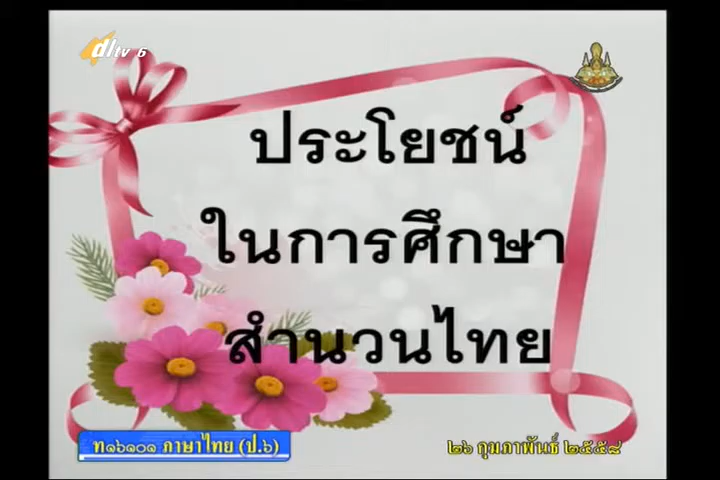 dltv 6
ประโยชน์
ในการศึกษา
สำนวนไทย
ท๑๖๑๐๑ ภาษาไทย (ป.๖)
๒๖ กุมภาพันธ์ ๒๕๕๘